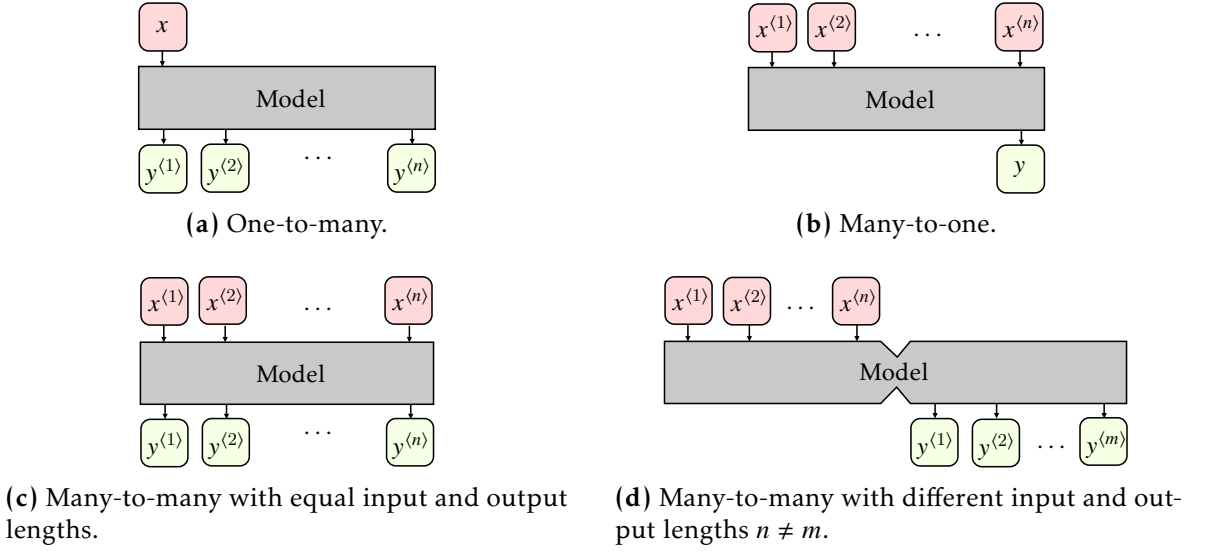 x
Model
y⟨1⟩ y⟨2⟩ ... y⟨n⟩
(a) One-to-many.
x⟨1⟩ x⟨2⟩ ... x⟨n⟩
Model
y
(b) Many-to-one.
x⟨1⟩ x⟨2⟩ ... x⟨n⟩
Model
y⟨1⟩ y⟨2⟩ ... y⟨n⟩
(c) Many-to-many with equal input and output
lengths.
x⟨1⟩ x⟨2⟩ ... x⟨n⟩
Model
y⟨1⟩ y⟨2⟩ ... y⟨m⟩
(d) Many-to-many with different input and out-
put lengths n ≠ m.